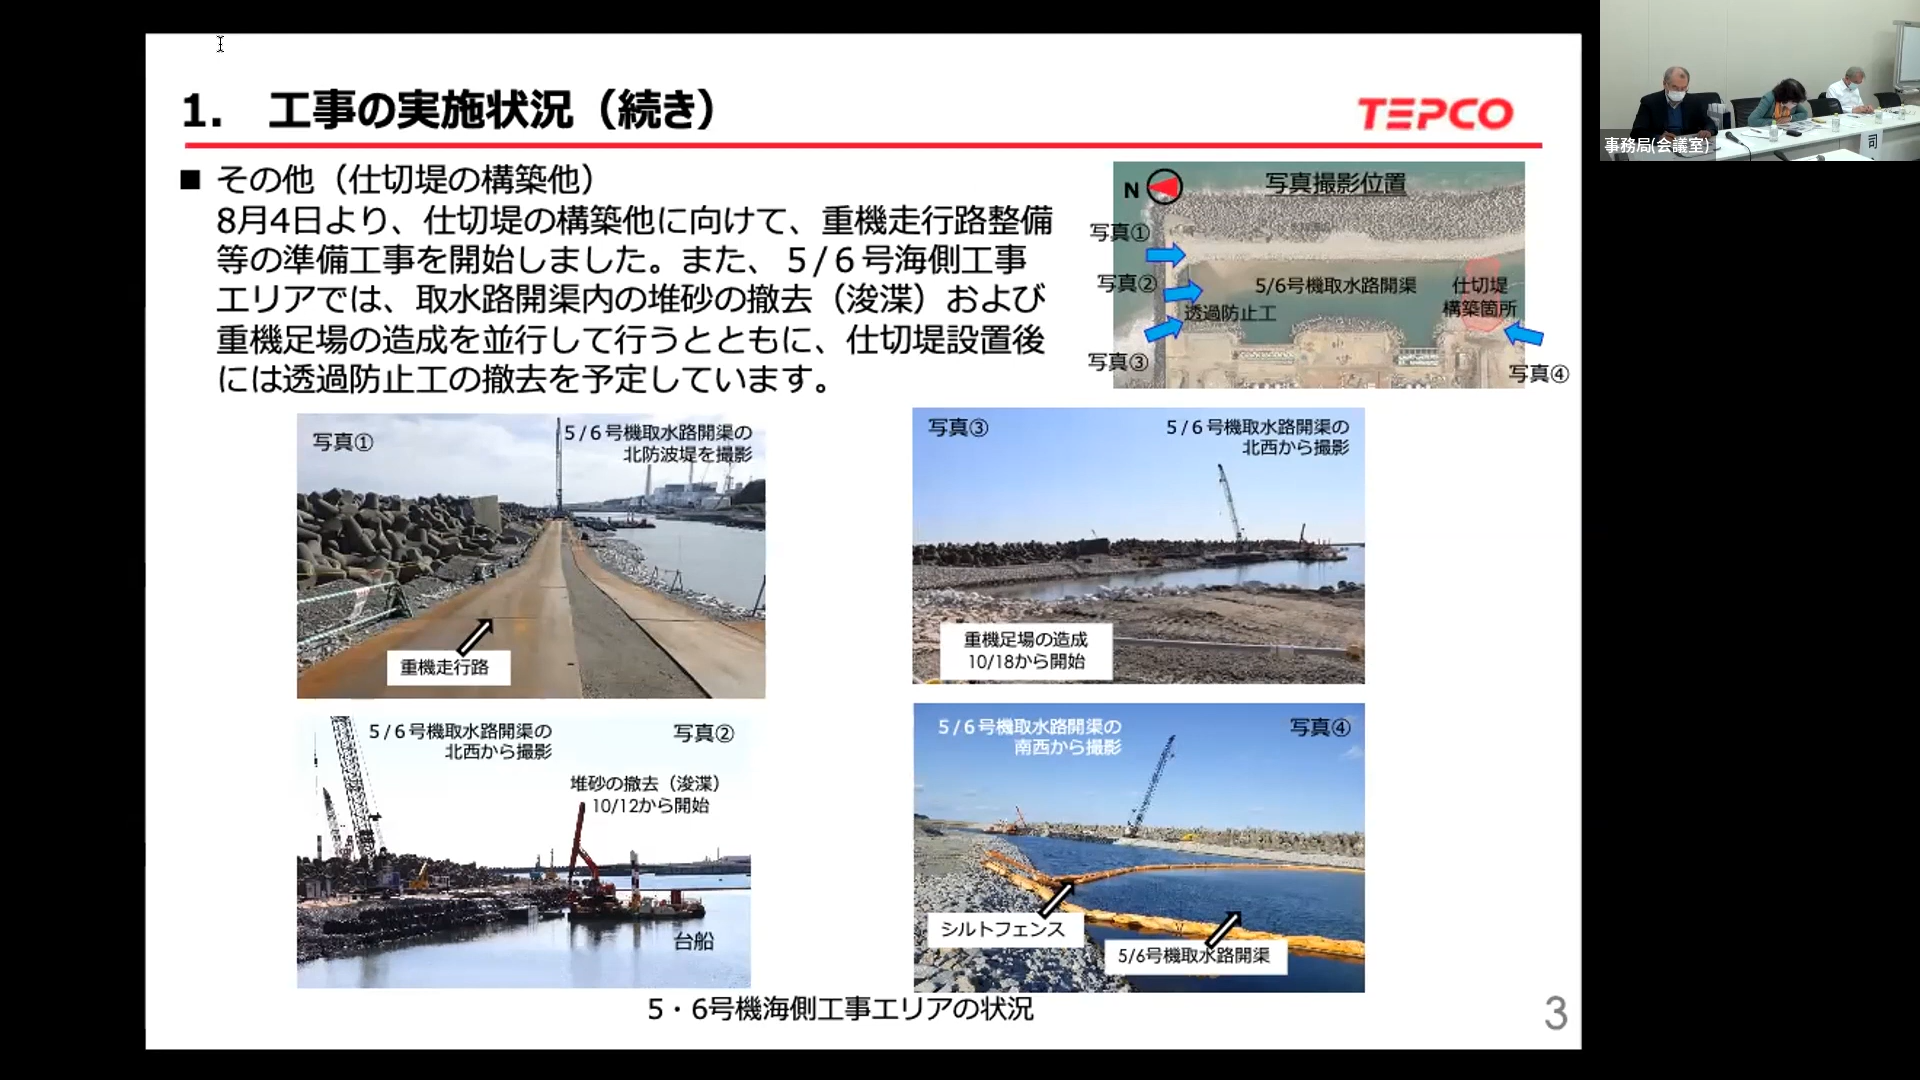 1. 工事の実施状況（続き）
TEPCO
事務局(会議室)
司
■ その他（仕切堤の構築他）
8月4日より、仕切堤の構築他に向けて、重機走行路整備
等の準備工事を開始しました。また、５/６号海側工事
エリアでは、取水路開渠内の堆砂の撤去（浚渫）および
重機足場の造成を並行して行うとともに、仕切堤設置後
には透過防止工の撤去を予定しています。
N
写真撮影位置
写真①
写真②
5/6号機取水路開渠
仕切堤
構築箇所
透過防止工
写真③
写真④
写真①
5/6号機取水路開渠の
北防波堤を撮影
重機走行路
写真③
5/6号機取水路開渠の
北西から撮影
重機足場の造成
10/18から開始
5/6号機取水路開渠の
北西から撮影
写真②
堆砂の撤去（浚渫）
10/12から開始
台船
5/6号機取水路開渠の
南西から撮影
写真④
シルトフェンス
5/6号機取水路開渠
5・6号機海側工事エリアの状況
3